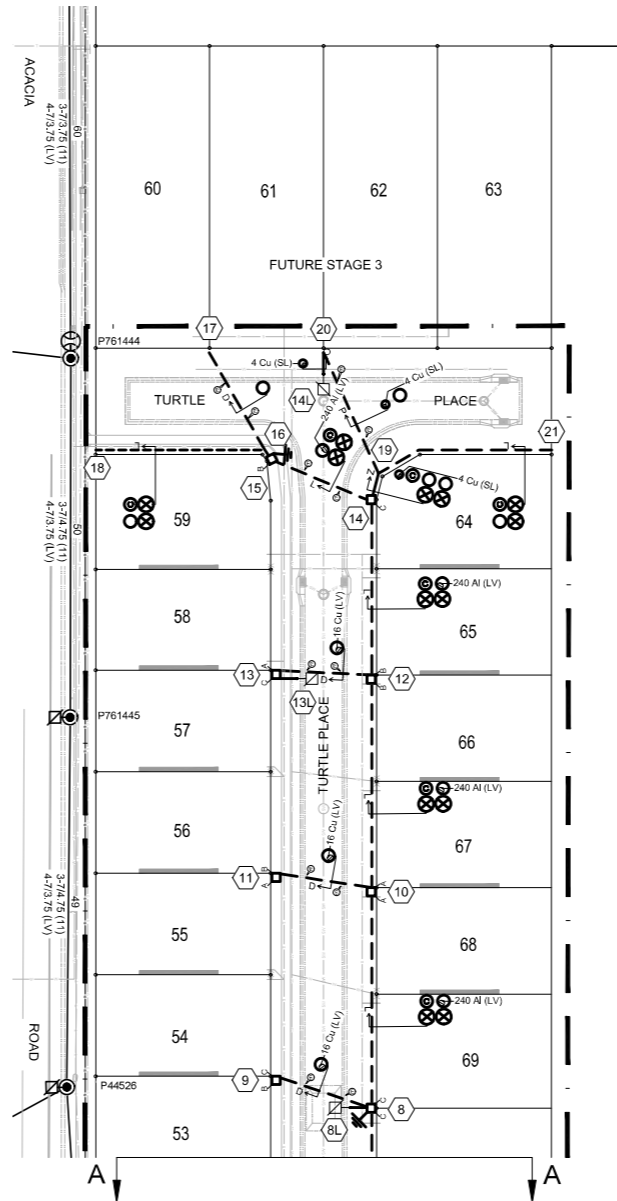 ACACIA
60
3-7/3.75 (11)
4-7/3.75 (LV)
60
61
62
63
FUTURE STAGE 3
17
20
P761444
4 Cu (SL)
4 Cu (SL)
TURTLE
14L
240 Al (LV)
PLACE
D
P
21
16
18
19
15
B
L
Z
4 Cu (SL)
14
C
59
64
3-7/4.75 (11)
4-7/3.75 (LV)
50
58
65
240 Al (LV)
16 Cu (LV)
13
A
C
D
B
B
12
13L
P761445
57
TURTLE PLACE
66
56
67
240 Al (LV)
16 Cu (LV)
11
B
A
D
A
A
10
3-7/4.75 (11)
4-7/3.75 (LV)
49
55
68
54
69
240 Al (LV)
16 Cu (LV)
ROAD
P44526
9
C
B
D
C
C
8
8L
53
A
A